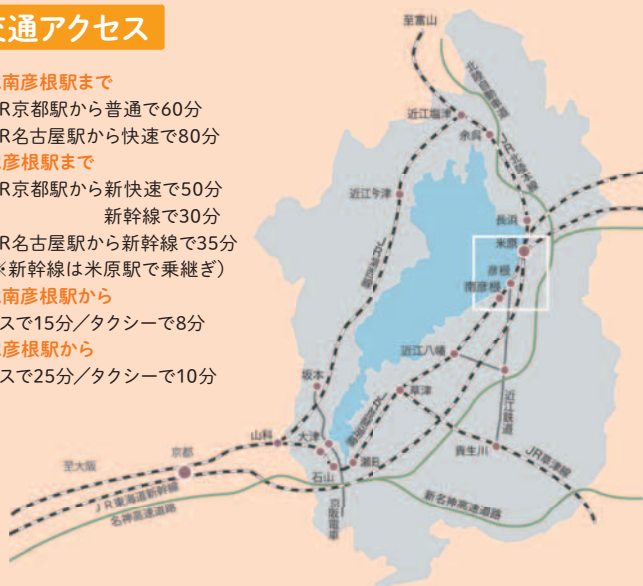 交通アクセス
南彦根駅まで
R京都駅から普通で60分
R名古屋駅から快速で80分
彦根駅まで
R京都駅から新快速で50分
新幹線で30分
R名古屋駅から新幹線で35分
※新幹線は米原駅で乗継ぎ)
南彦根駅から
スで15分／タクシーで8分
彦根駅から
スで25分／タクシーで10分
至富山
北陸自動車道
近江塩津
余呉
JR北陸本線
近江今津
長浜
米原
彦根
南彦根
近江八幡
坂本
草津
近江鉄道
山科
大津
京都
至大阪
石山
瀬田
貴生川
JR草津線
JR東海道新幹線
名神高速道路
京阪電車
新名神高速道路